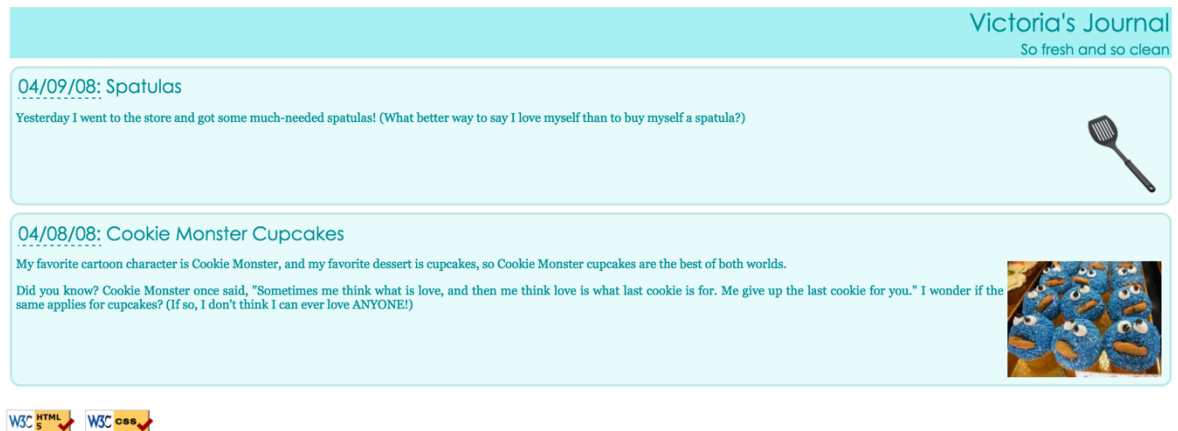 Victoria's Journal
So fresh and so clean
04/09/08: Spatulas
Yesterday I went to the store and got some much-needed spatulas! (What better way to say I love myself than to buy myself a spatula?)
04/08/08: Cookie Monster Cupcakes
My favorite cartoon character is Cookie Monster, and my favorite dessert is cupcakes, so Cookie Monster cupcakes are the best of both worlds.
Did you know? Cookie Monster once said, "Sometimes me think what is love, and then me think love is what last cookie is for. Me give up the last cookie for you." I wonder if the
same applies for cupcakes? (If so, I don't think I can ever love ANYONE!)
W3C HTML 5 W3C css